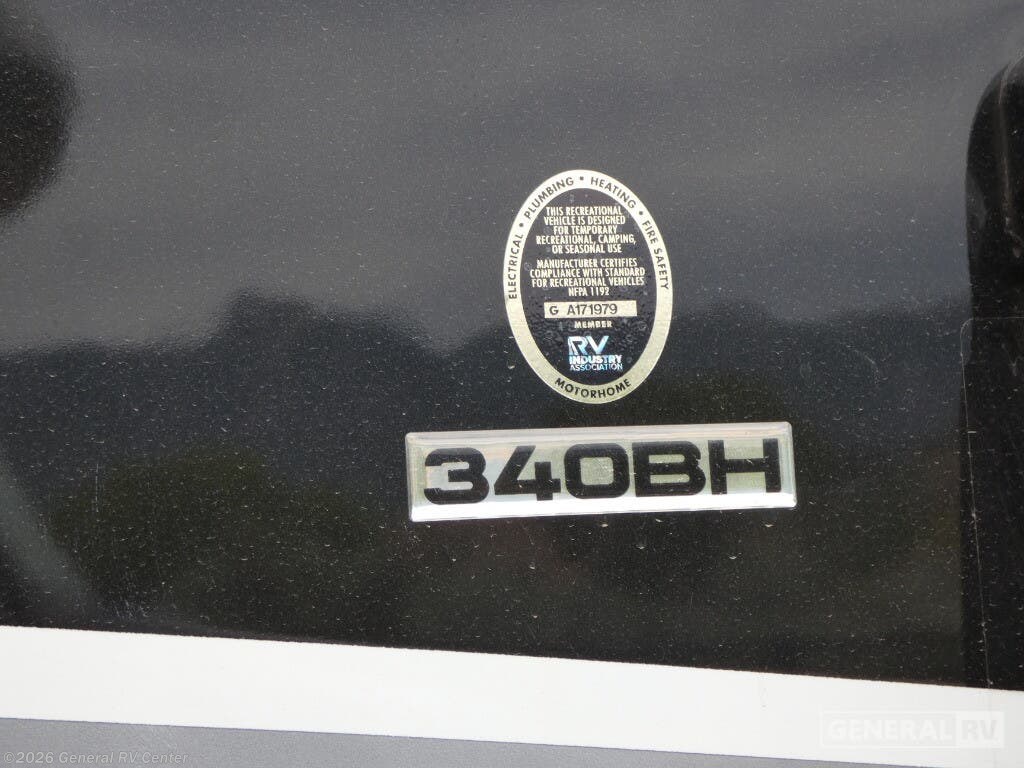 ELECTRICAL • PLUMBING • HEATING • FIRE SAFETY
THIS RECREATIONAL
VEHICLE IS DESIGNED
FOR TEMPORARY
RECREATIONAL, CAMPING,
OR SEASONAL USE
MANUFACTURER CERTIFIES
COMPLIANCE WITH STANDARD
FOR RECREATIONAL VEHICLES
NFPA 1192
G A171979
MEMBER
RV
INDUSTRY
ASSOCIATION
MOTORHOME
340BH
GENERAL RV
©2026 General RV Center